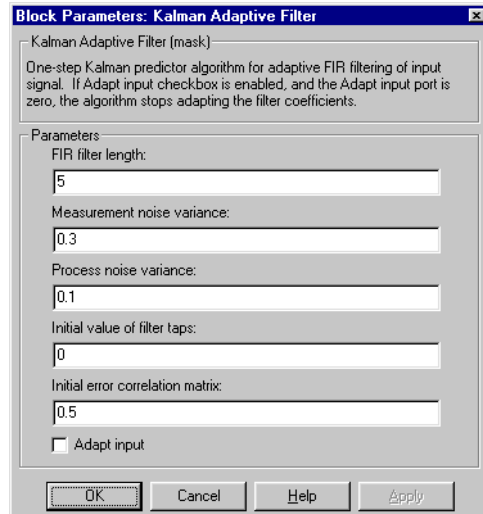 Block Parameters: Kalman Adaptive Filter
Kalman Adaptive Filter (mask)
One-step Kalman predictor algorithm for adaptive FIR filtering of input
signal. If Adapt input checkbox is enabled, and the Adapt input port is
zero, the algorithm stops adapting the filter coefficients.
Parameters
FIR filter length:
5
Measurement noise variance:
0.3
Process noise variance:
0.1
Initial value of filter taps:
0
Initial error correlation matrix:
0.5
Adapt input
OK Cancel Help Apply